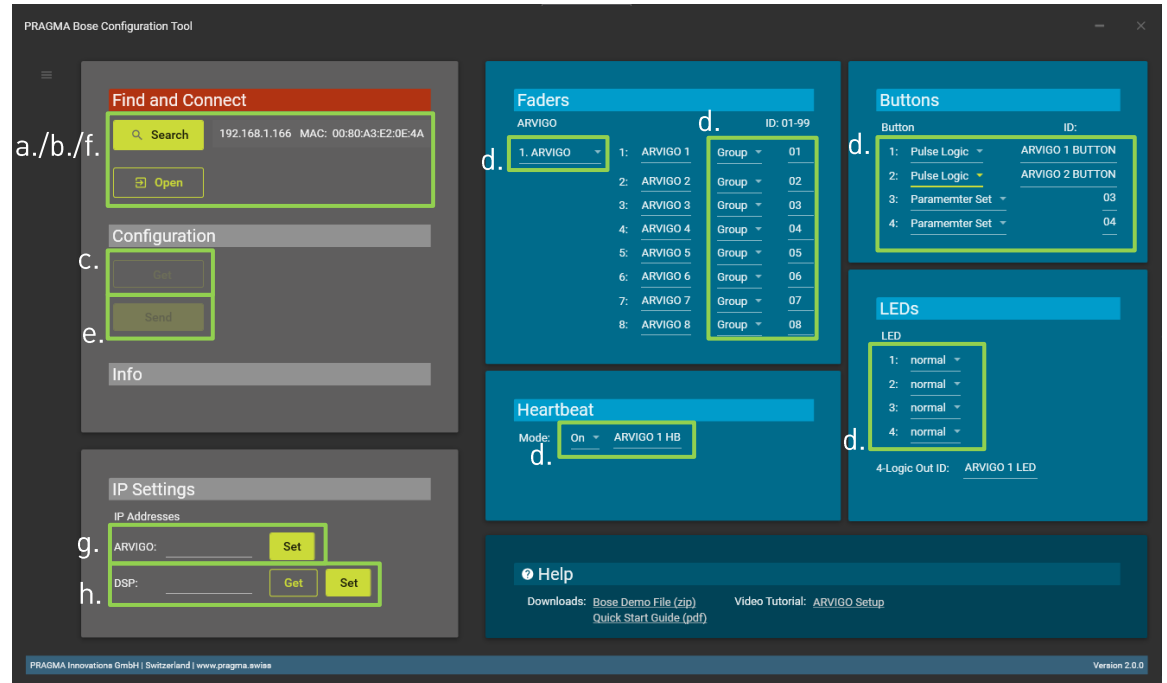 PRAGMA Bose Configuration Tool
Find and Connect
a./b./f.
Search 192.168.1.166 MAC: 00:80:A3:E2:0E:4A
Open
Configuration
c.
Get
Send
e.
Info
IP Settings
IP Addresses
g.
ARVIGO: Set
h.
DSP: Get Set
Faders
ARVIGO d. ID: 01-99
d.
1. ARVIGO 1: ARVIGO 1 Group 01
2: ARVIGO 2 Group 02
3: ARVIGO 3 Group 03
4: ARVIGO 4 Group 04
5: ARVIGO 5 Group 05
6: ARVIGO 6 Group 06
7: ARVIGO 7 Group 07
8: ARVIGO 8 Group 08
Heartbeat
Mode: On ARVIGO 1 HB
d.
Buttons
Button ID:
d.
1: Pulse Logic ARVIGO 1 BUTTON
2: Pulse Logic ARVIGO 2 BUTTON
3: Paramemter Set 03
4: Paramemter Set 04
LEDs
LED
1: normal
2: normal
3: normal
4: normal
d.
4-Logic Out ID: ARVIGO 1 LED
? Help
Downloads: Bose Demo File (zip) Video Tutorial: ARVIGO Setup
Quick Start Guide (pdf)
PRAGMA Innovations GmbH | Switzerland | www.pragma.swiss Version 2.0.0